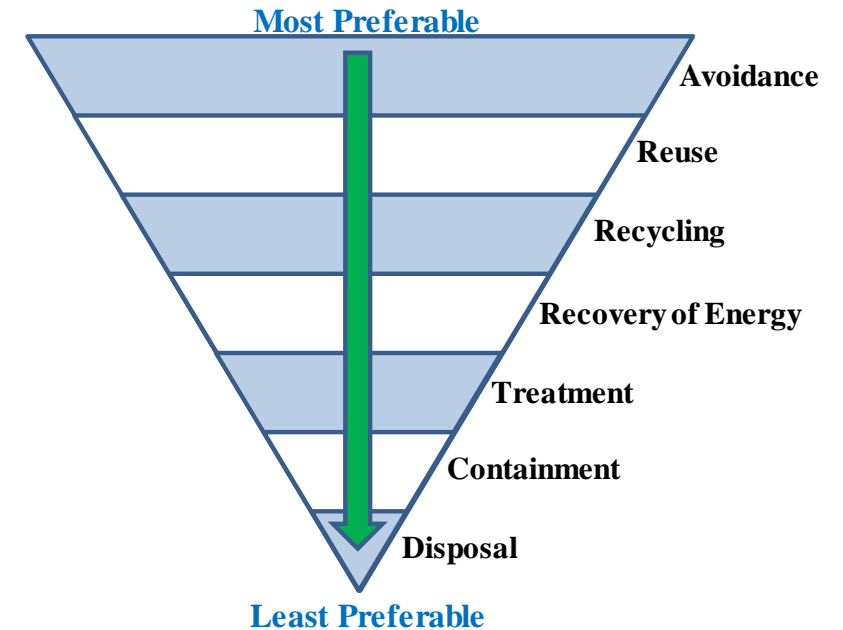 Most Preferable
Avoidance
Reuse
Recycling
Recovery of Energy
Treatment
Containment
Disposal
Least Preferable